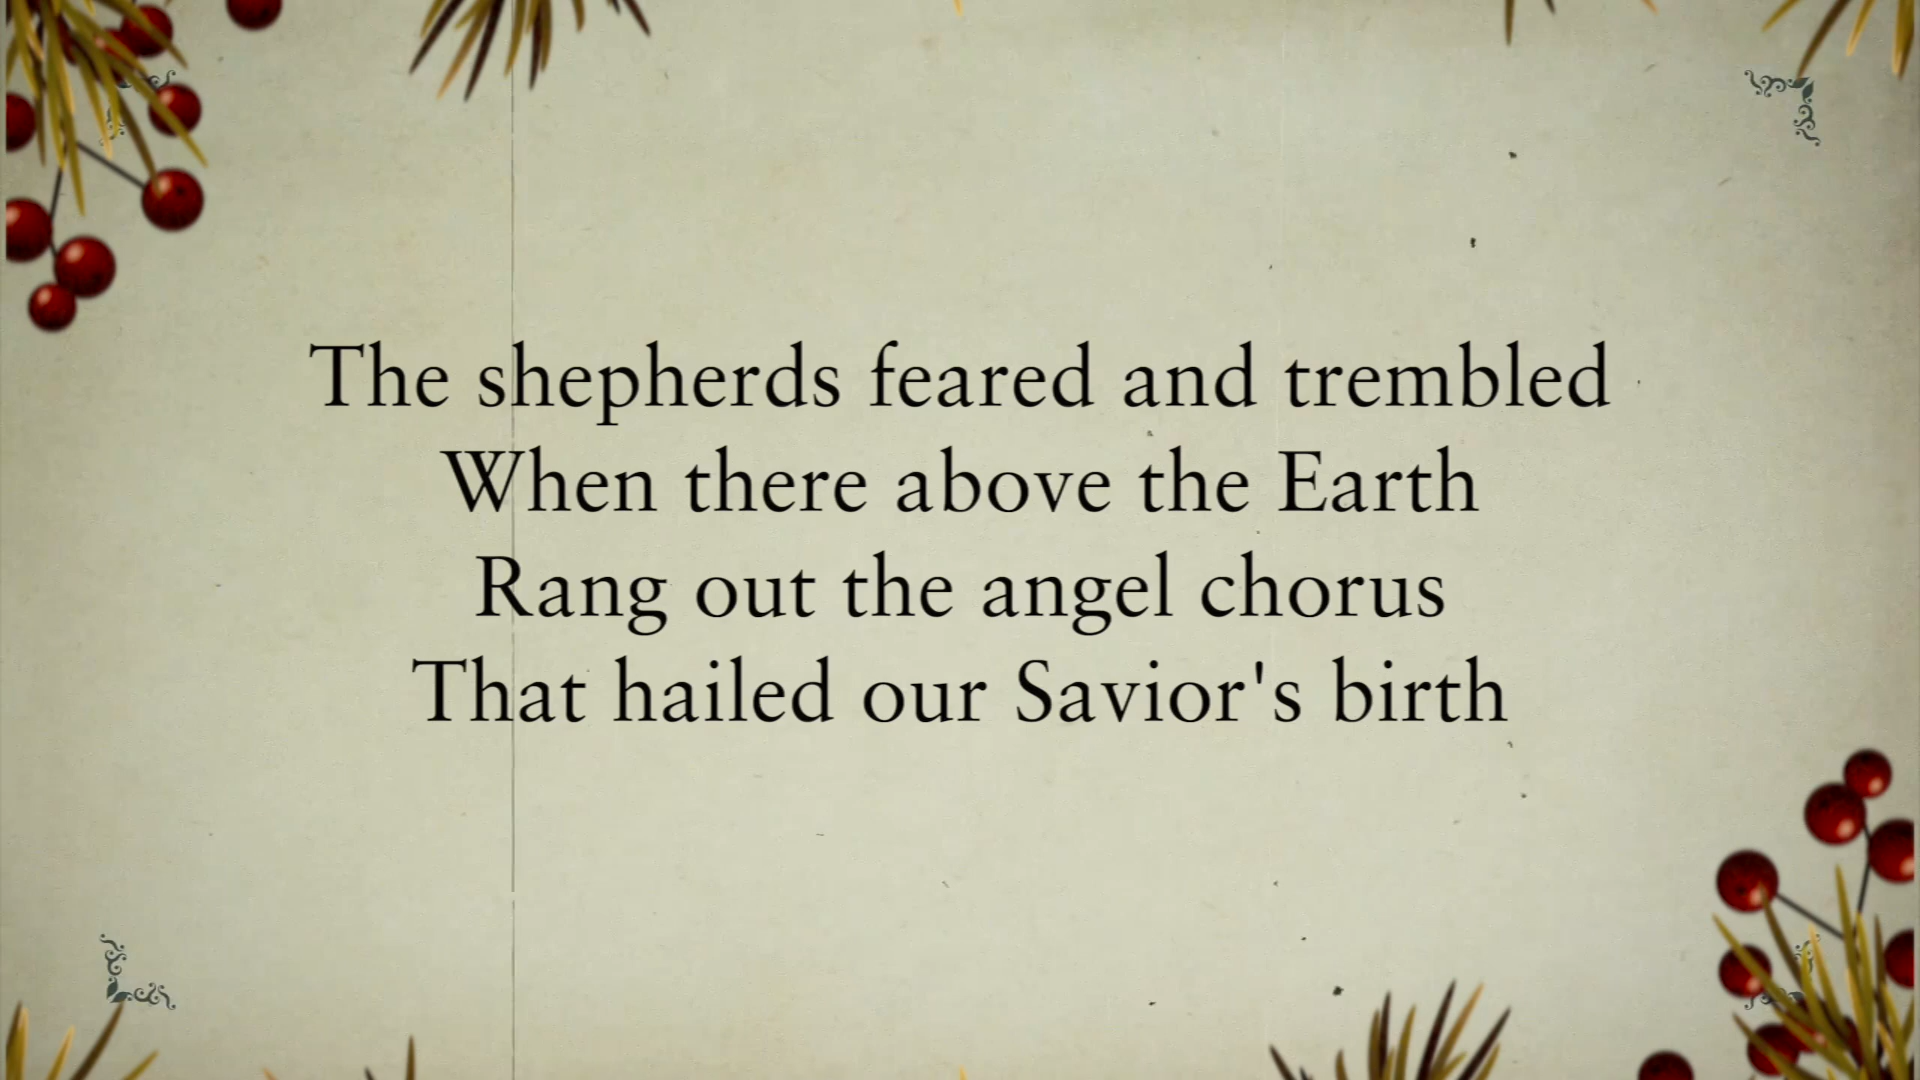 The shepherds feared and trembled
When there above the Earth
Rang out the angel chorus
That hailed our Savior's birth